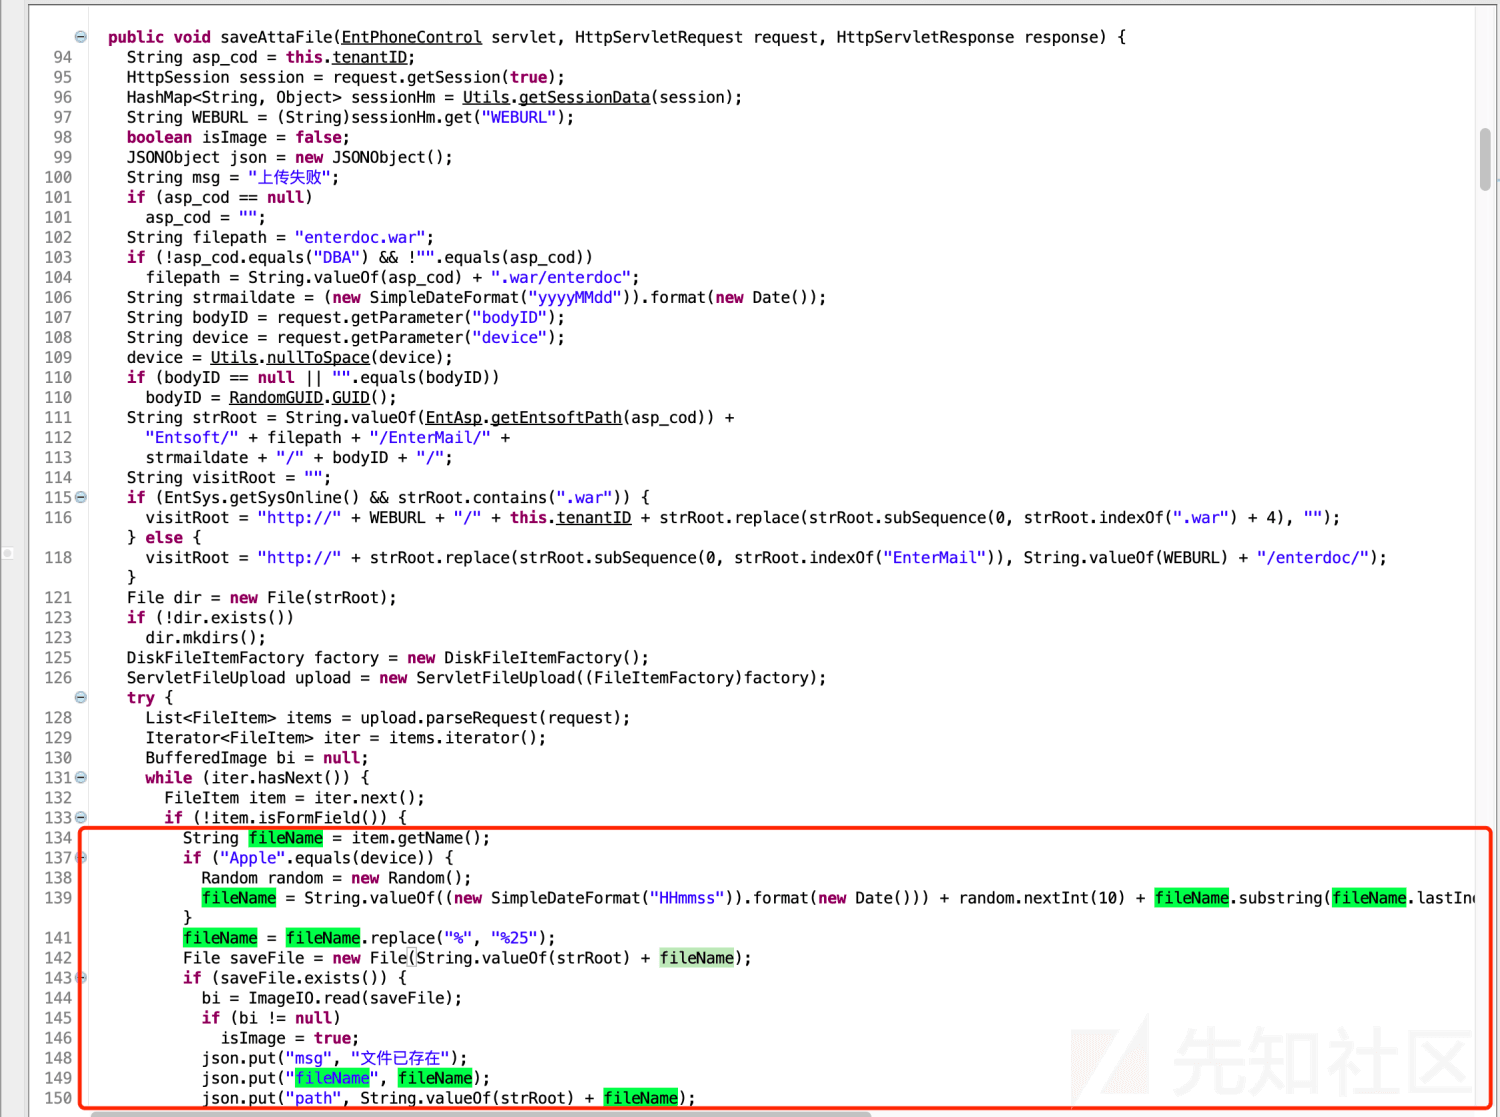 public void saveAttaFile(EntPhoneControl servlet, HttpServletRequest request, HttpServletResponse response) {
94 String asp_cod = this.tenantID;
95 HttpSession session = request.getSession(true);
96 HashMap<String, Object> sessionHm = Utils.getSessionData(session);
97 String WEBURL = (String)sessionHm.get("WEBURL");
98 boolean isImage = false;
99 JSONObject json = new JSONObject();
100 String msg = "上传失败";
101 if (asp_cod == null)
101 asp_cod = "";
102 String filepath = "enterdoc.war";
103 if (!asp_cod.equals("DBA") && !"".equals(asp_cod))
104 filepath = String.valueOf(asp_cod) + ".war/enterdoc";
106 String strmaildate = (new SimpleDateFormat("yyyyMMdd")).format(new Date());
107 String bodyID = request.getParameter("bodyID");
108 String device = request.getParameter("device");
109 device = Utils.nullToSpace(device);
110 if (bodyID == null || "".equals(bodyID))
110 bodyID = RandomGUID.GUID();
111 String strRoot = String.valueOf(EntAsp.getEntsoftPath(asp_cod)) +
112 "Entsoft/" + filepath + "/EnterMail/" +
113 strmaildate + "/" + bodyID + "/";
114 String visitRoot = "";
115 if (EntSys.getSysOnline() && strRoot.contains(".war")) {
116 visitRoot = "http://" + WEBURL + "/" + this.tenantID + strRoot.replace(strRoot.subSequence(0, strRoot.indexOf(".war") + 4), "");
} else {
118 visitRoot = "http://" + strRoot.replace(strRoot.subSequence(0, strRoot.indexOf("EnterMail")), String.valueOf(WEBURL) + "/enterdoc/");
}
121 File dir = new File(strRoot);
123 if (!dir.exists())
123 dir.mkdirs();
125 DiskFileItemFactory factory = new DiskFileItemFactory();
126 ServletFileUpload upload = new ServletFileUpload((FileItemFactory)factory);
try {
128 List<FileItem> items = upload.parseRequest(request);
129 Iterator<FileItem> iter = items.iterator();
130 BufferedImage bi = null;
131 while (iter.hasNext()) {
132 FileItem item = iter.next();
133 if (!item.isFormField()) {
134 String fileName = item.getName();
137 if ("Apple".equals(device)) {
138 Random random = new Random();
139 fileName = String.valueOf((new SimpleDateFormat("HHmmss")).format(new Date())) + random.nextInt(10) + fileName.substring(fileName.lastIn
}
141 fileName = fileName.replace("%", "%25");
142 File saveFile = new File(String.valueOf(strRoot) + fileName);
143 if (saveFile.exists()) {
144 bi = ImageIO.read(saveFile);
145 if (bi != null)
146 isImage = true;
148 json.put("msg", "文件已存在");
149 json.put("fileName", fileName);
150 json.put("path", String.valueOf(strRoot) + fileName);
先知社区